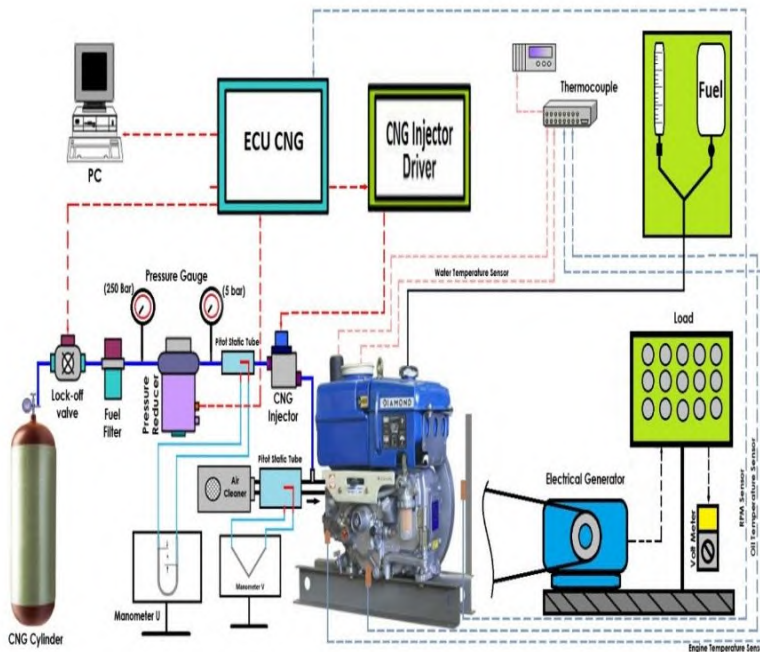 Thermocouple
Fuel
ECU CNG
CNG Injector
Driver
PC
Water Temperature Sensor
Pressure Gauge
(250 Bar)
(5 bar)
Load
Pitot Static Tube
Lock-off
valve
Fuel
Filter
Pressure
Reducer
CNG
Injector
DIAMOND
Pitot Static Tube
Air
Cleaner
Electrical Generator
RPM Sensor
Oil Temperature Sensor
Volt Meter
Manometer V
Manometer U
CNG Cylinder
Engine Temperature Sens